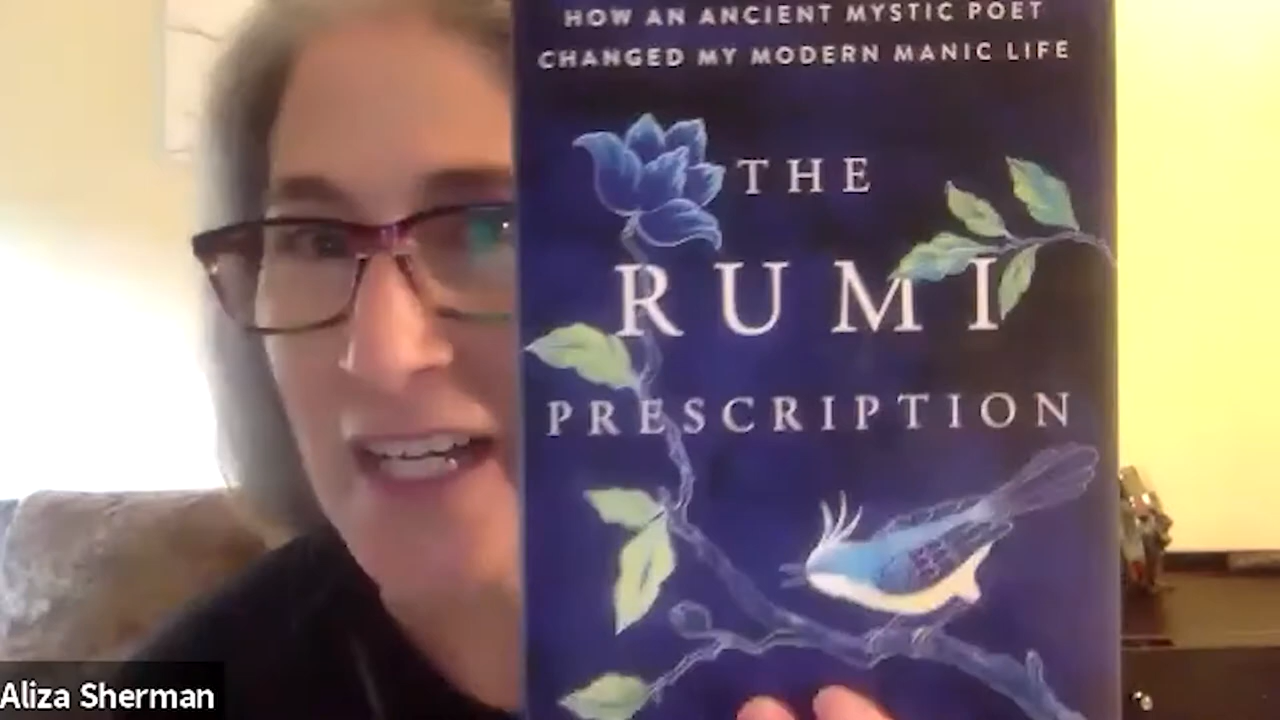 HOW AN ANCIENT MYSTIC POET
CHANGED MY MODERN MANIC LIFE
THE
RUMI
PRESCRIPTION
Aliza Sherman